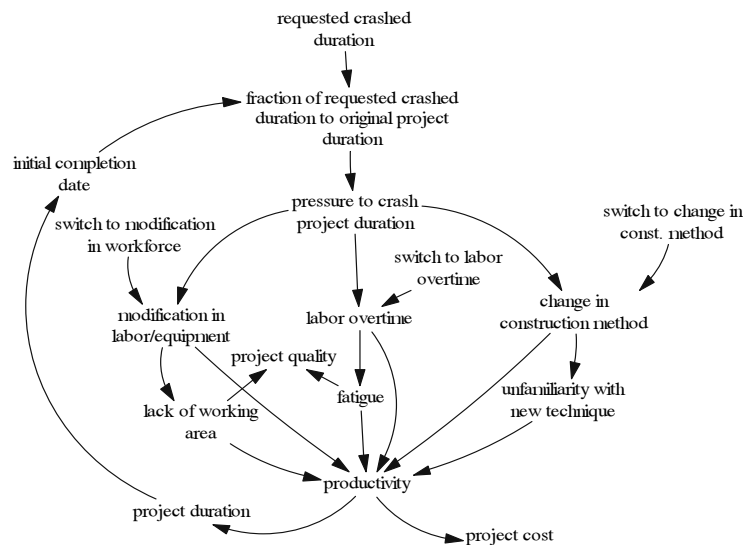 requested crashed
duration
fraction of requested crashed
duration to original project
duration
initial completion
date
pressure to crash
project duration
switch to modification
in workforce
switch to change in
const. method
switch to labor
overtime
modification in
labor/equipment
labor overtime
change in
construction method
project quality
fatigue
unfamiliarity with
new technique
lack of working
area
productivity
project duration
project cost